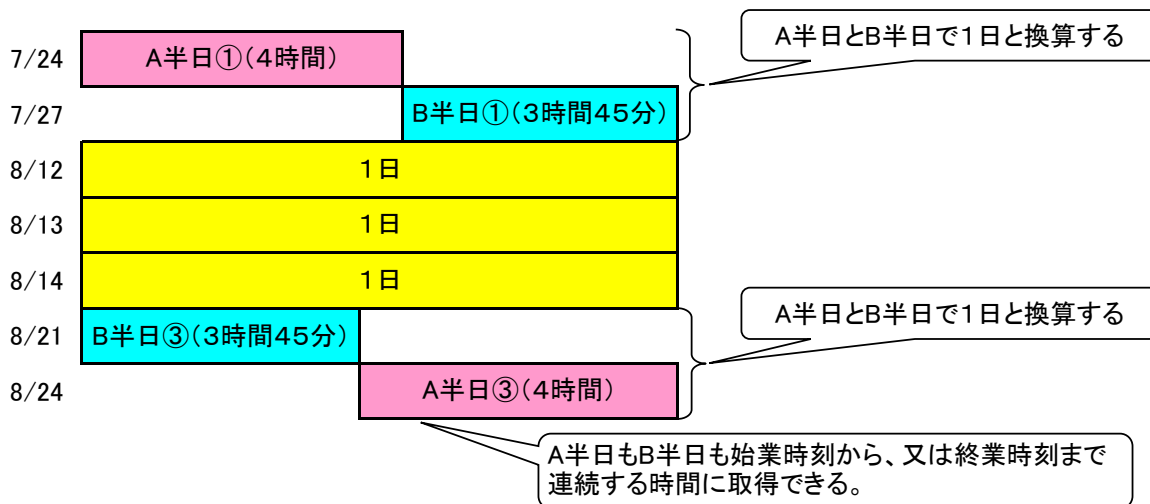 A半日とB半日で１日と換算する
7/24 A半日①(4時間)
7/27 B半日①(3時間45分)
8/12 １日
8/13 １日
8/14 １日
A半日とB半日で１日と換算する
8/21 B半日③(3時間45分)
8/24 A半日③(4時間)
A半日もB半日も始業時刻から、又は終業時刻まで
連続する時間に取得できる。